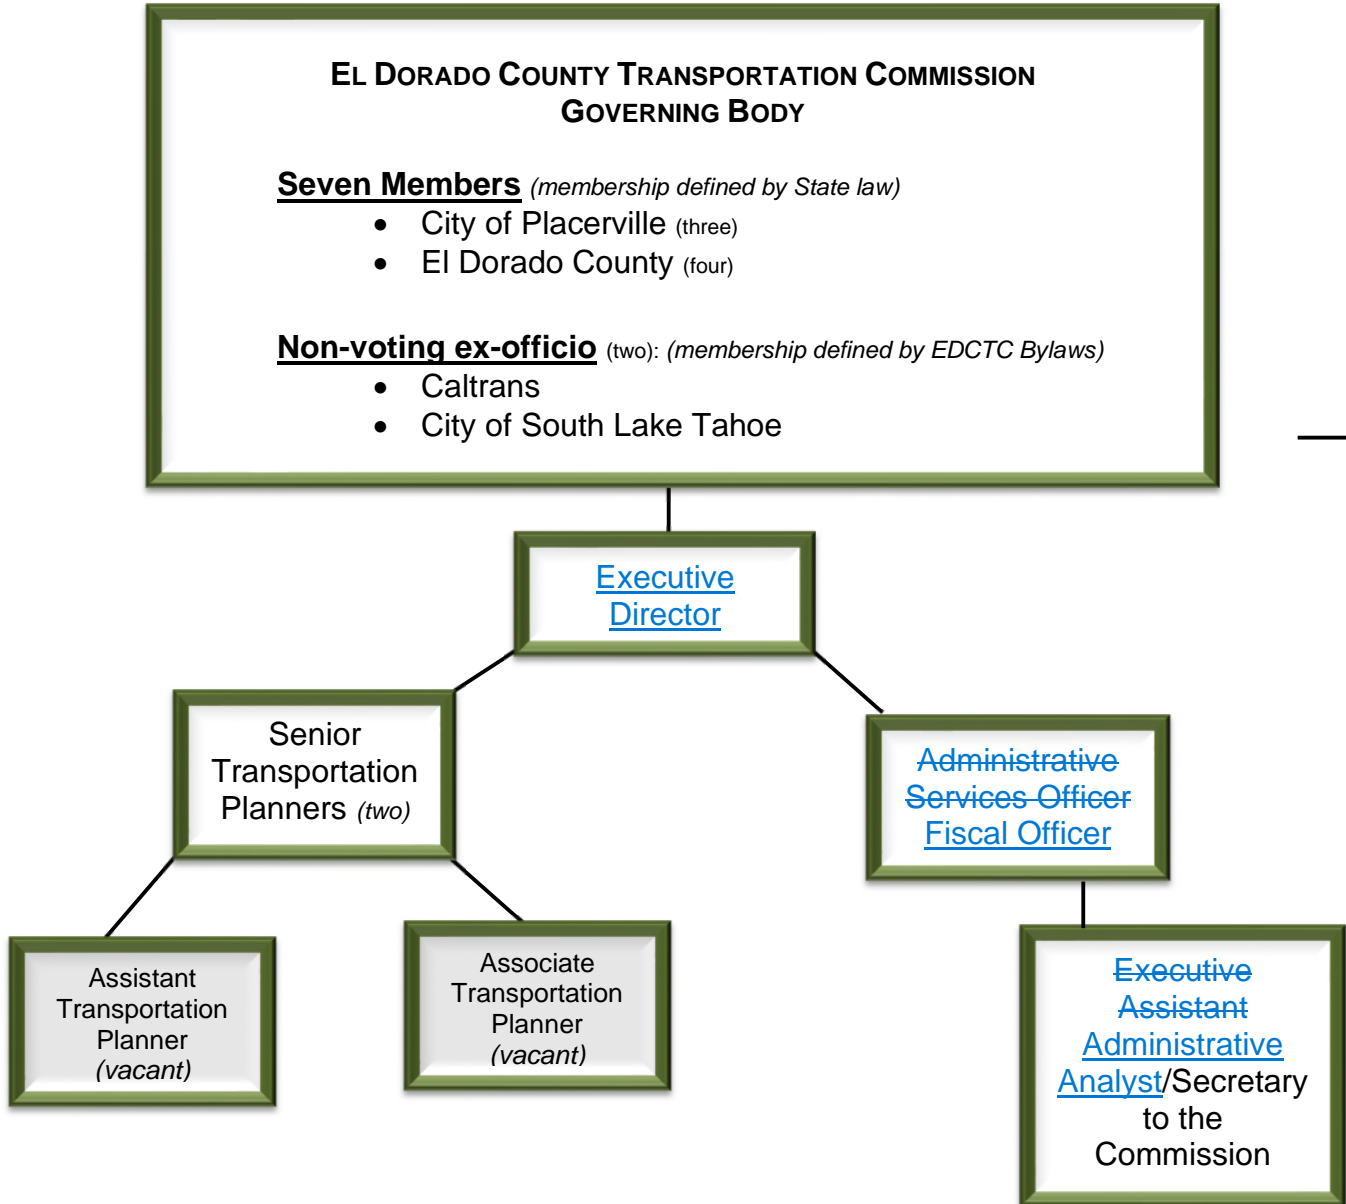 EL DORADO COUNTY TRANSPORTATION COMMISSION
GOVERNING BODY
Seven Members (membership defined by State law)
• City of Placerville (three)
• El Dorado County (four)
Non-voting ex-officio (two): (membership defined by EDCTC Bylaws)
• Caltrans
• City of South Lake Tahoe
Executive
Director
Senior
Transportation
Planners (two)
Administrative
Services Officer
Fiscal Officer
Assistant
Transportation
Planner
(vacant)
Associate
Transportation
Planner
(vacant)
Executive
Assistant
Administrative
Analyst/Secretary
to the
Commission